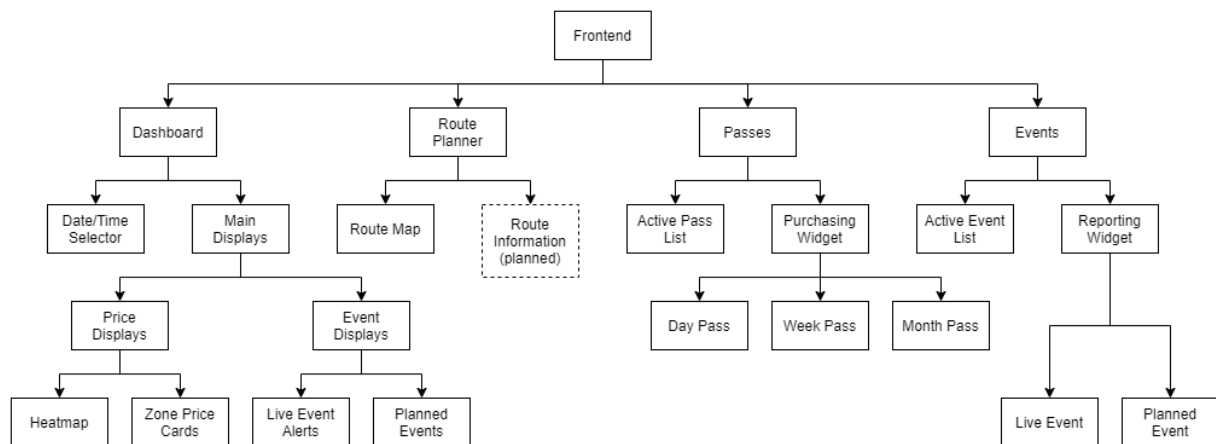 Frontend
Dashboard
Route
Planner
Passes
Events
Date/Time
Selector
Main
Displays
Route Map
Route
Information
(planned)
Active Pass
List
Purchasing
Widget
Active Event
List
Reporting
Widget
Price
Displays
Event
Displays
Day Pass
Week Pass
Month Pass
Heatmap
Zone Price
Cards
Live Event
Alerts
Planned
Events
Live Event
Planned
Event